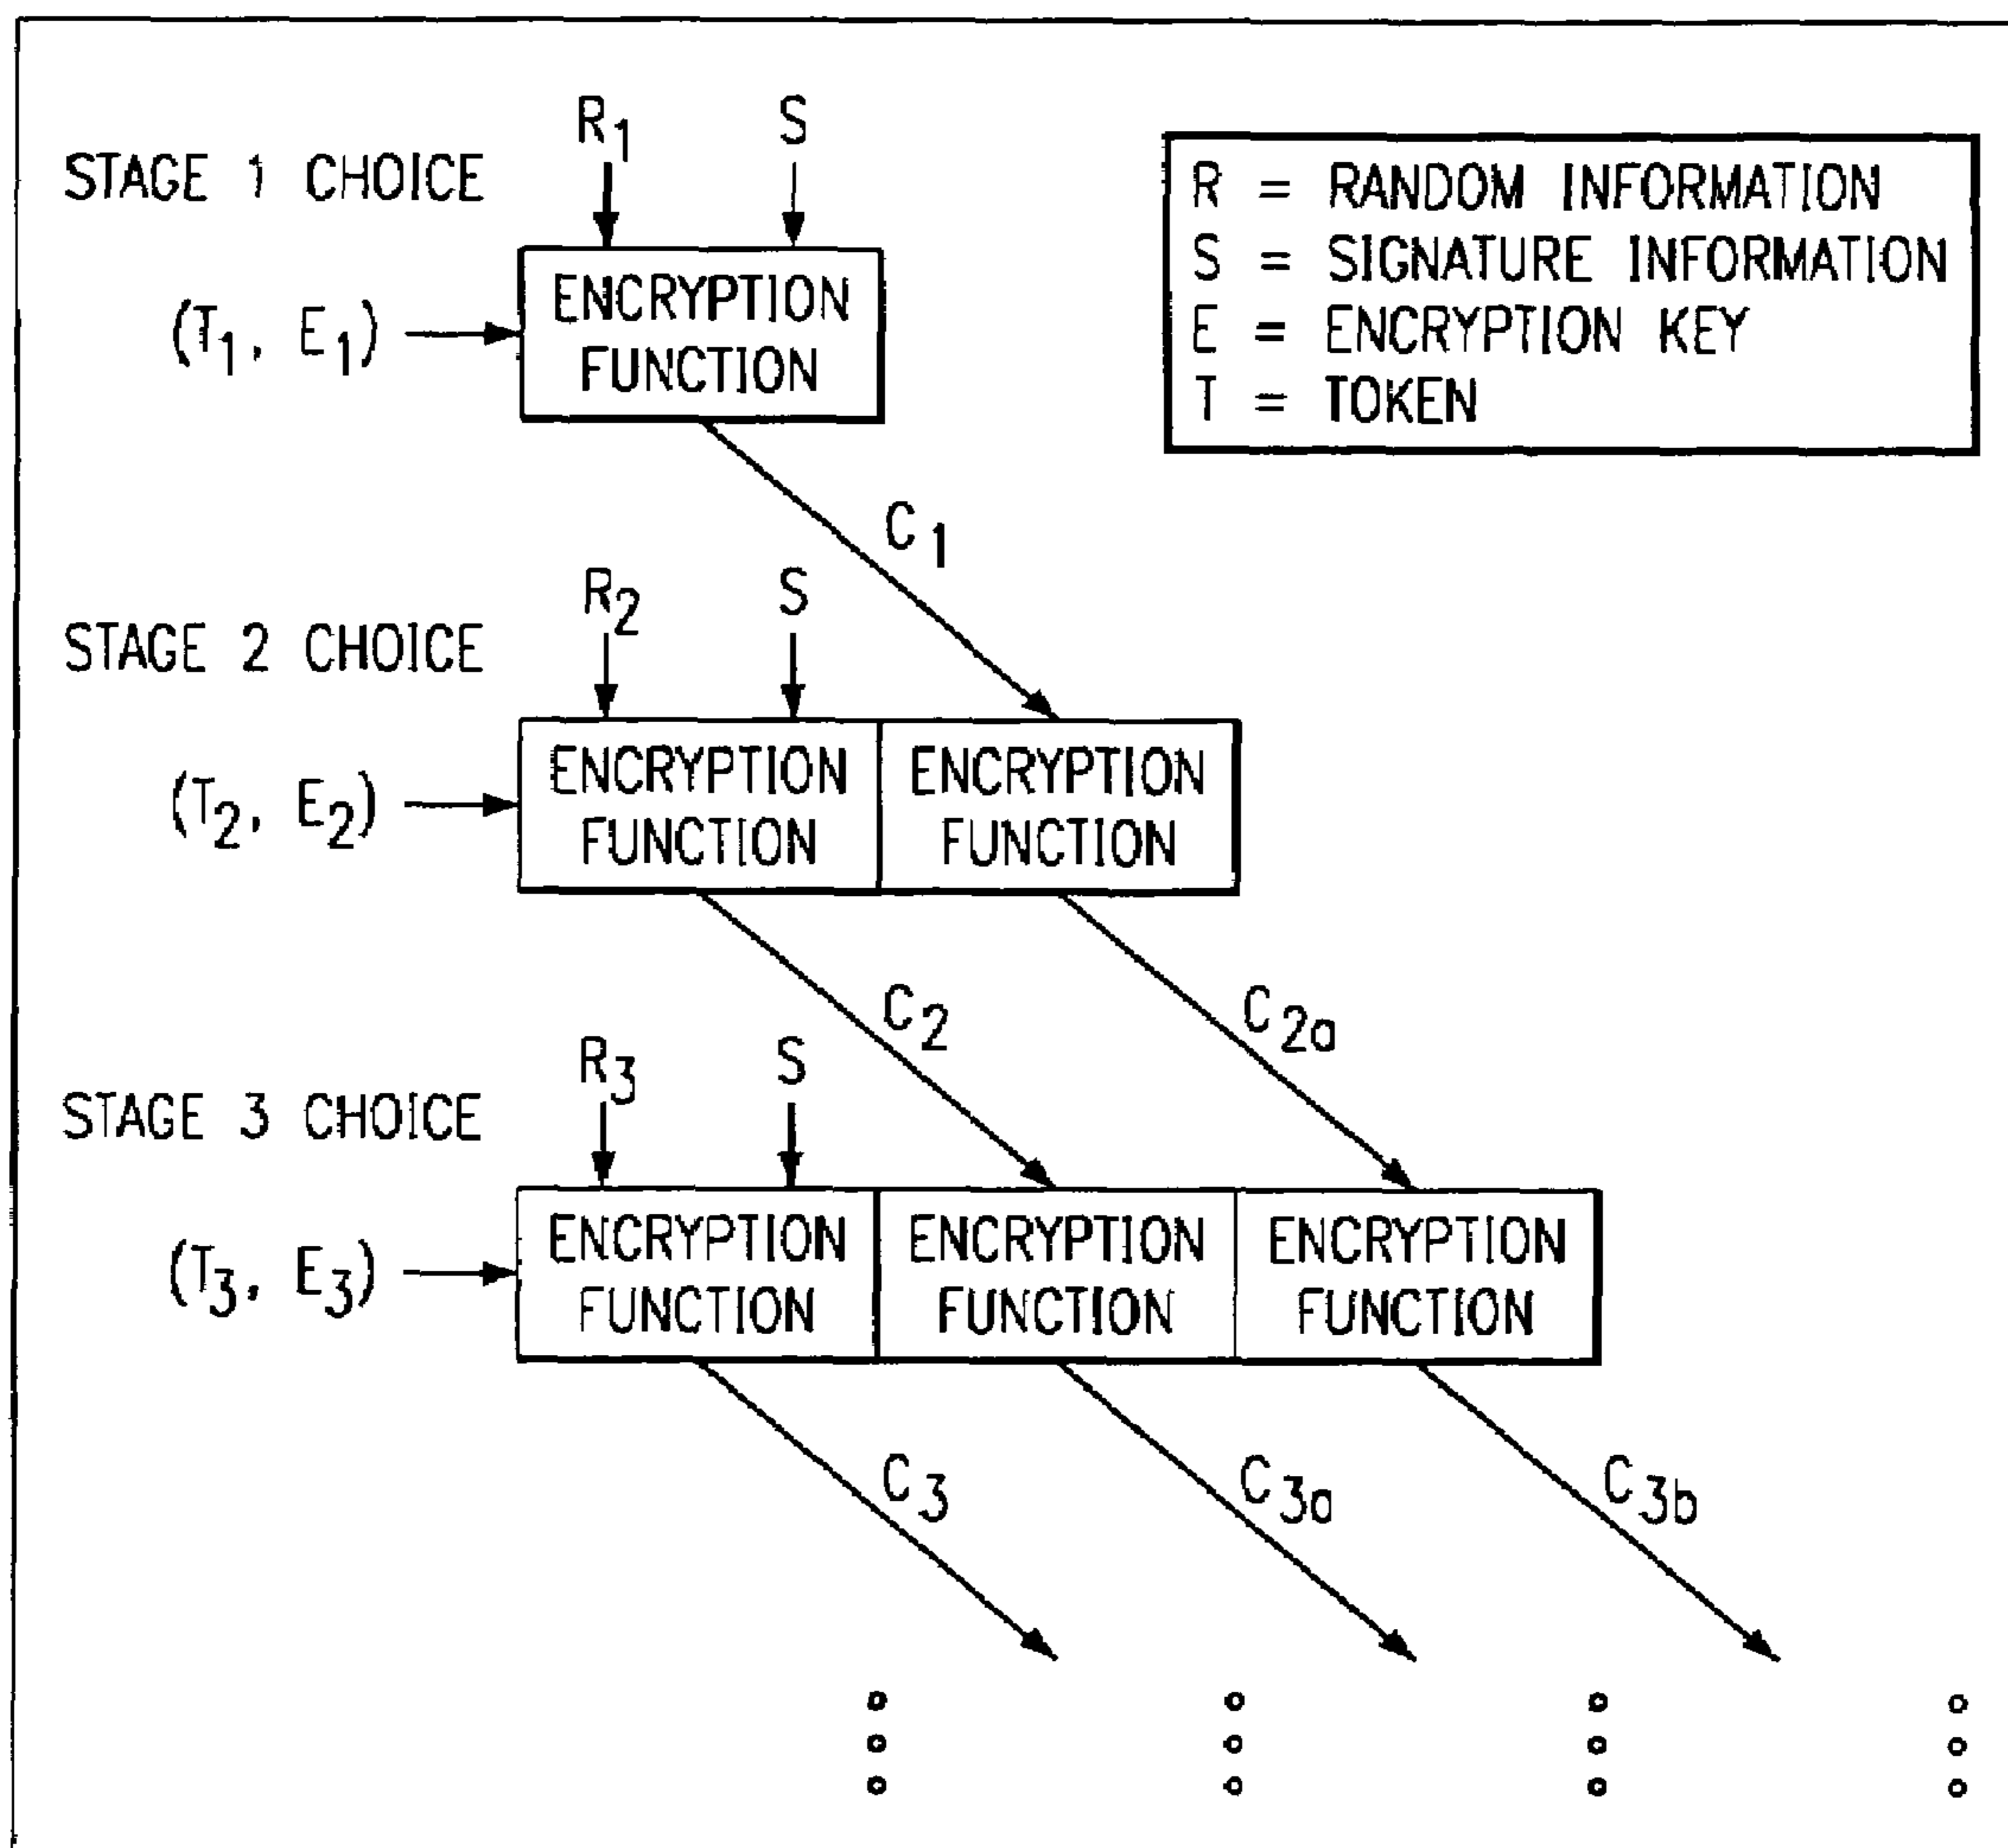 R1 S
STAGE 1 CHOICE
ENCRYPTION
FUNCTION
(T1, E1)
R = RANDOM INFORMATION
S = SIGNATURE INFORMATION
E = ENCRYPTION KEY
T = TOKEN
C1
R2 S
STAGE 2 CHOICE
(T2, E2)
ENCRYPTION
FUNCTION
ENCRYPTION
FUNCTION
C2
C2a
R3 S
STAGE 3 CHOICE
(T3, E3)
ENCRYPTION
FUNCTION
ENCRYPTION
FUNCTION
ENCRYPTION
FUNCTION
C3
C3a
C3b